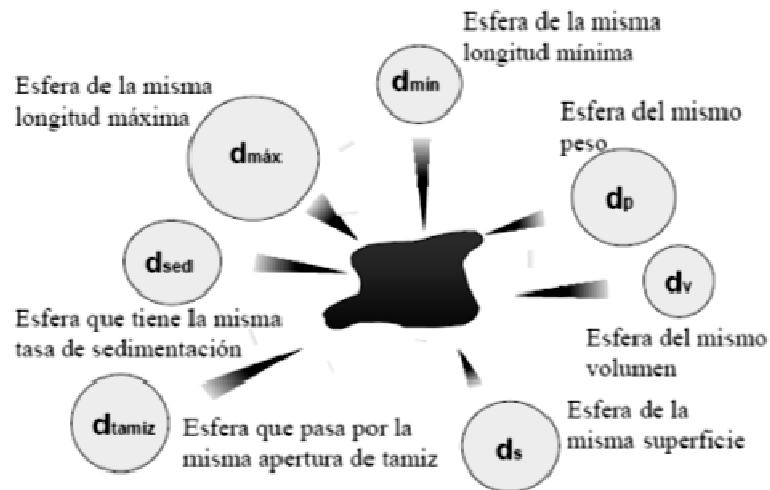 Esfera de la misma
longitud mínima
dmín
Esfera de la misma
longitud máxima
dmáx
Esfera del mismo
peso
dp
dsed
dv
Esfera que tiene la misma
tasa de sedimentación
Esfera del mismo
volumen
dtamiz
Esfera que pasa por la
misma apertura de tamiz
ds
Esfera de la
misma superficie